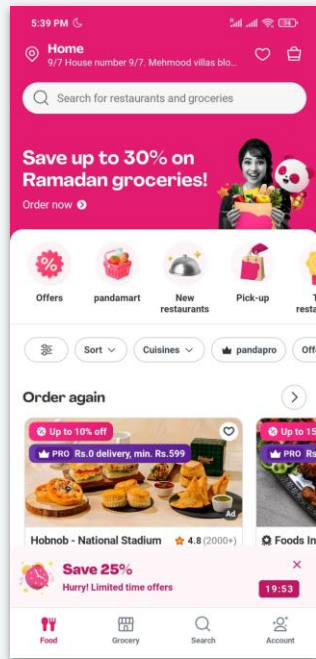 5:39 PM
Home
9/7 House number 9/7. Mehmood villas blo...
Search for restaurants and groceries
Save up to 30% on
Ramadan groceries!
Order now
Offers
pandamart
New
restaurants
Pick-up
T
resta
Sort
Cuisines
pandapro
Off
Order again
Up to 10% off
PRO Rs.0 delivery, min. Rs.599
Ad
Up to 15
PRO Rs
Hobnob - National Stadium 4.8 (2000+)
Foods In
Save 25%
Hurry! Limited time offers
19:53
Food
Grocery
Search
Account